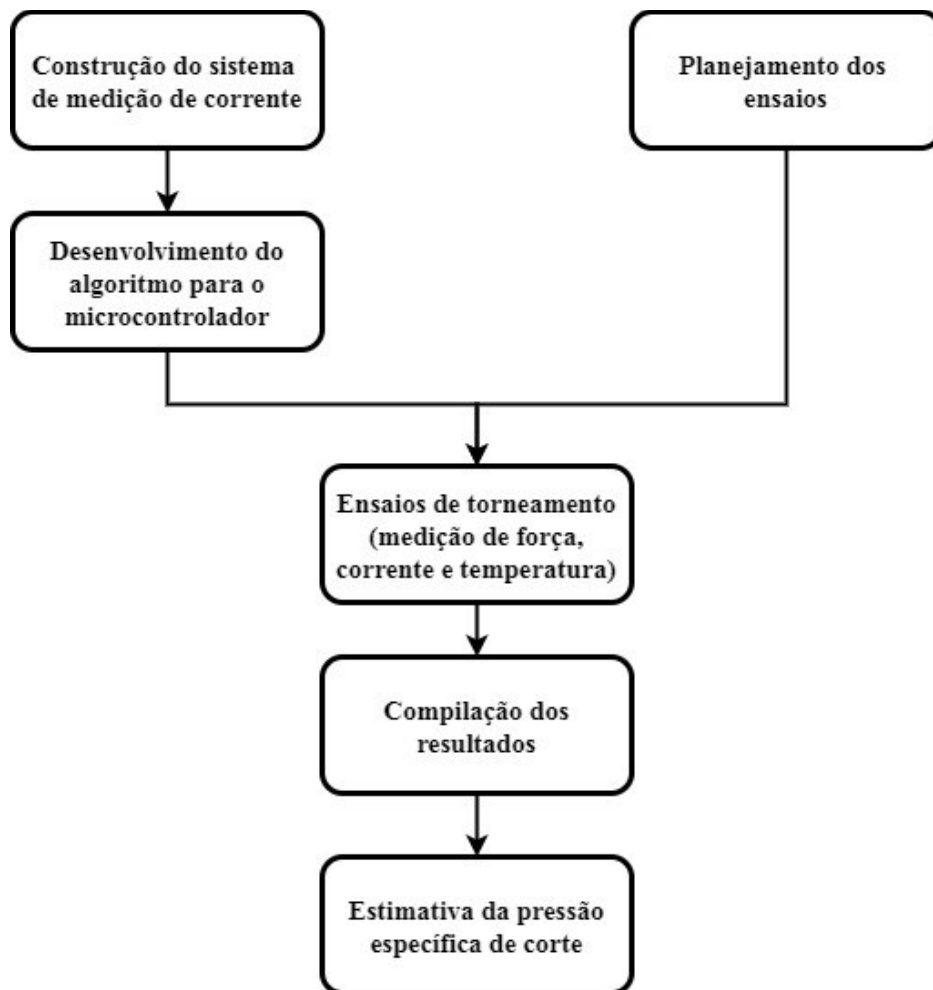 Construção do sistema
de medição de corrente
Planejamento dos
ensaios
Desenvolvimento do
algoritmo para o
microcontrolador
Ensaios de torneamento
(medição de força,
corrente e temperatura)
Compilação dos
resultados
Estimativa da pressão
específica de corte